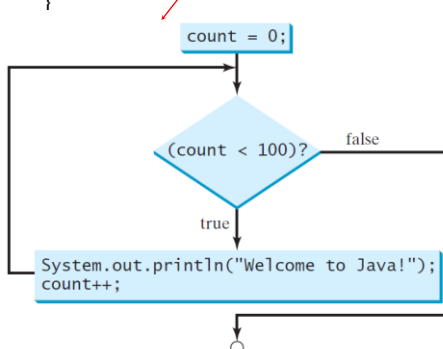 }
count = 0;
(count < 100)?
false
true
System.out.println("Welcome to Java!");
count++;